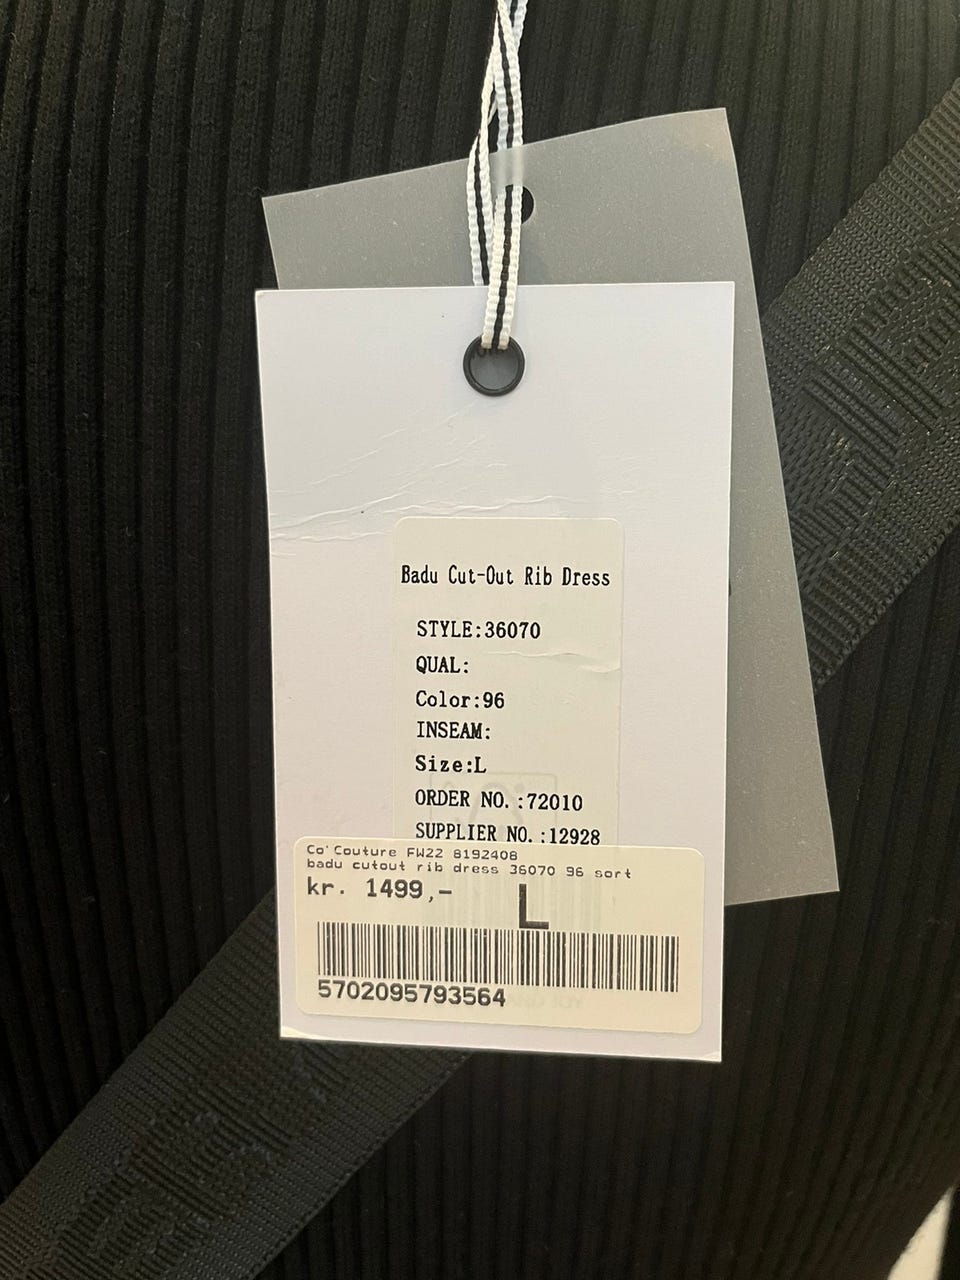 Badu Cut-Out Rib Dress
STYLE:36070
QUAL:
Color:96
INSEAM:
Size:L
ORDER NO.:72010
SUPPLIER NO.:12928
Co'Couture FW22 8192408
badu cutout rib dress 36070 96 sort
kr. 1499,-
L
5702095793564